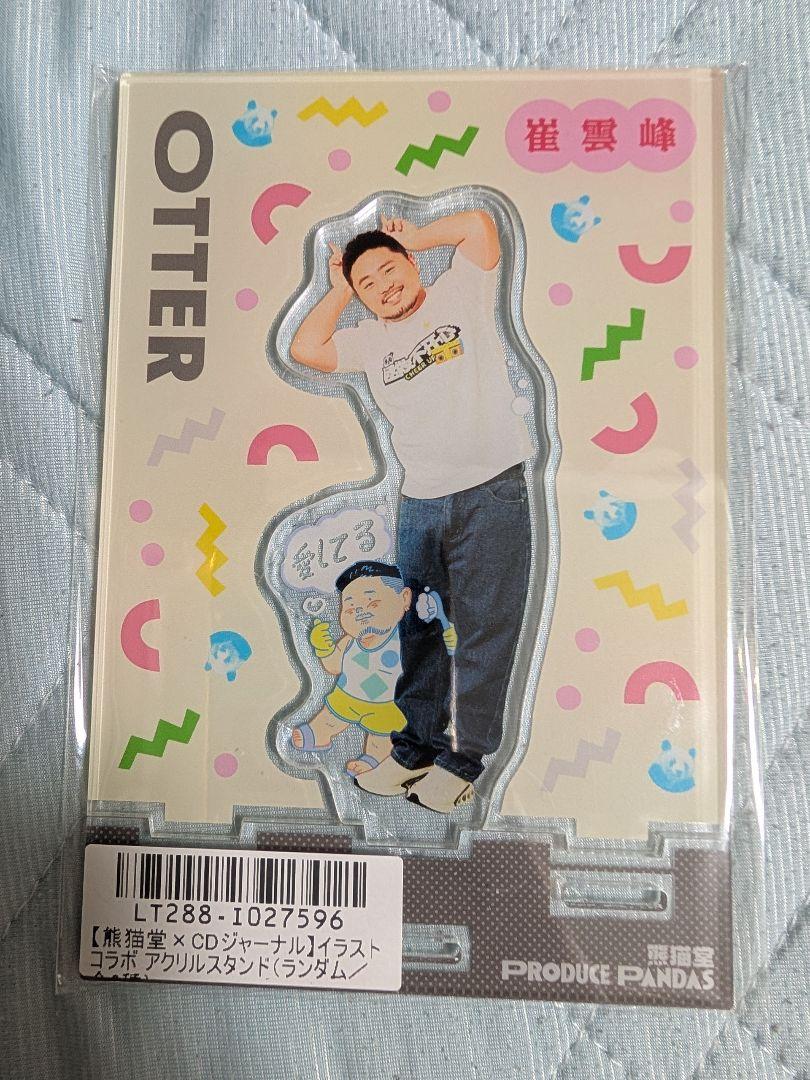 OTTER
崔雲峰
CHEER UP
愛してる
LT288-I027596
【熊猫堂×CDジャーナル】イラスト
コラボ アクリルスタンド(ランダム/
熊猫堂
PRODUCE PANDAS